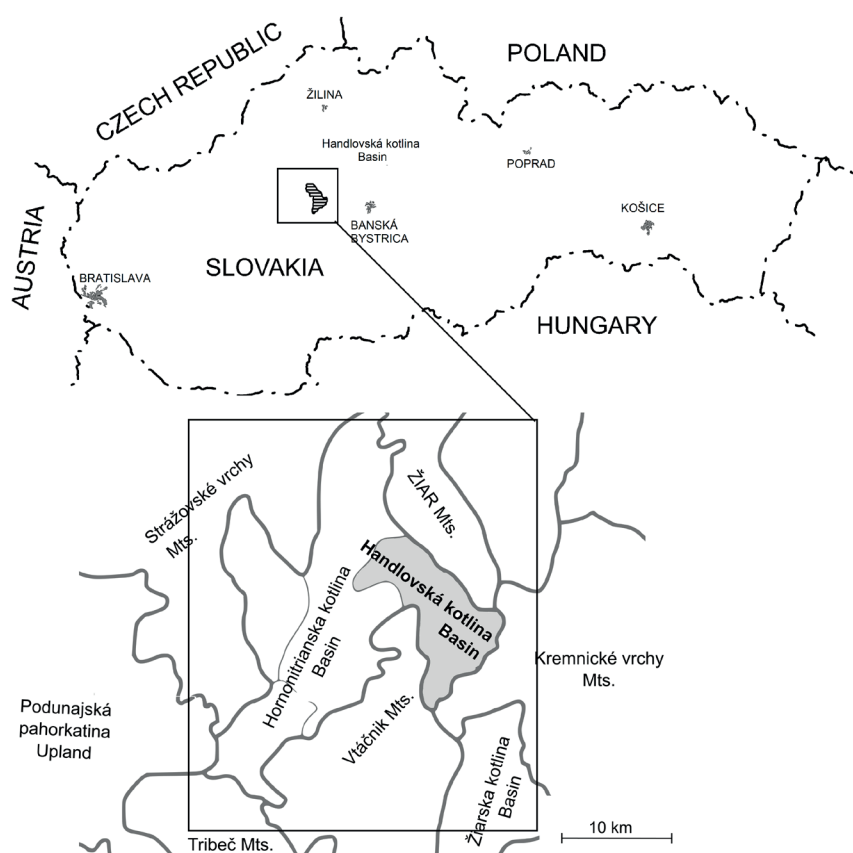 CZECH REPUBLIC
POLAND
ŽILINA
Handlovská kotlina
Basin
POPRAD
KOŠICE
BANSKÁ
BYSTRICA
AUSTRIA
SLOVAKIA
BRATISLAVA
HUNGARY
Strážovské vrchy
Mts.
ŽIAR Mts.
Handlovská kotlina
Basin
Hornonitrianska kotlina
Basin
Kremnické vrchy
Mts.
Podunajská
pahorkatina
Upland
Vtáčnik Mts.
Žiarska kotlina
Basin
10 km
Tribeč Mts.